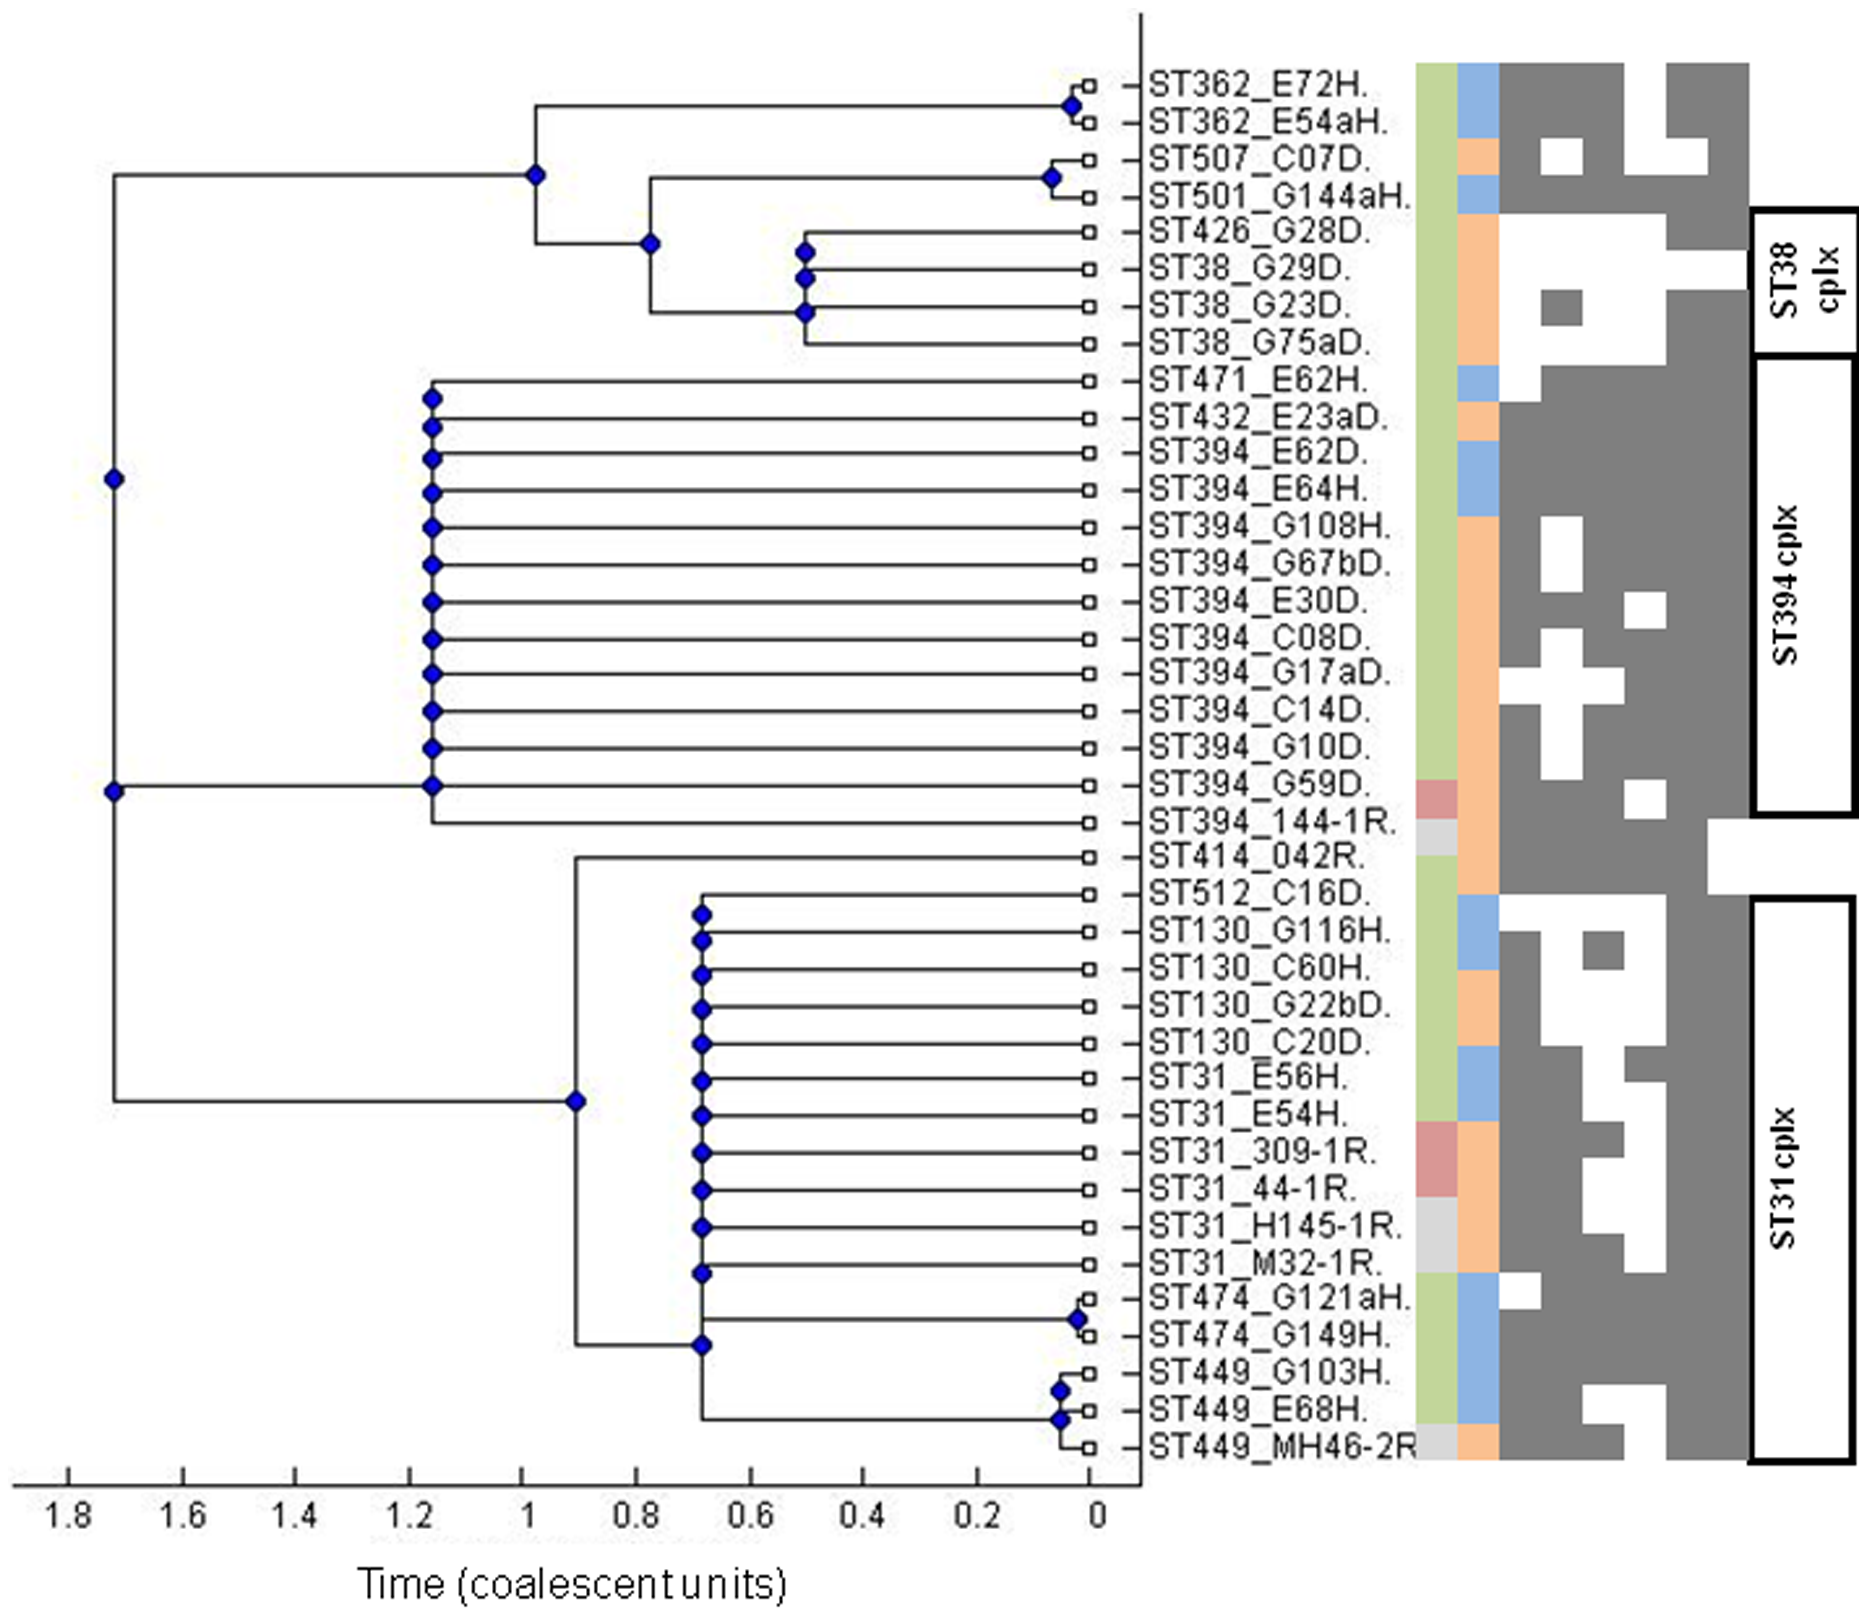 ST362_E72H.
ST362_E54aH.
ST507_C07D.
ST501_G144aH.
ST426_G28D.
ST38_G29D.
ST38_G23D.
ST38_G75aD.
ST471_E62H.
ST432_E23aD.
ST394_E62D.
ST394_E64H.
ST394_G108H.
ST394_G67bD.
ST394_E30D.
ST394_C08D.
ST394_G17aD.
ST394_C14D.
ST394_G10D.
ST394_G59D.
ST394_144-1R.
ST414_042R.
ST512_C16D.
ST130_G116H.
ST130_C60H.
ST130_G22bD.
ST130_C20D.
ST31_E56H.
ST31_E54H.
ST31_309-1R.
ST31_44-1R.
ST31_H145-1R.
ST31_M32-1R.
ST474_G121aH.
ST474_G149H.
ST449_G103H.
ST449_E68H.
ST449_MH46-2R
ST38
cplx
ST394 cplx
ST31 cplx
1.8 1.6 1.4 1.2 1 0.8 0.6 0.4 0.2 0
Time (coalescent units)